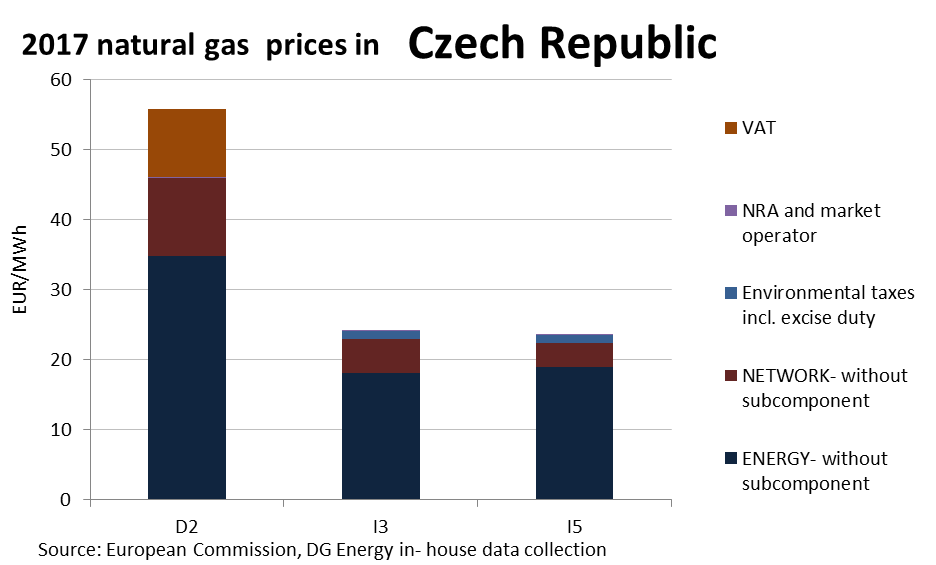 2017 natural gas  prices in Czech Republic
60
50
40
30
20
10
0
EUR/MWh
D2
I3
I5
VAT
NRA and market
operator
Environmental taxes
incl. excise duty
NETWORK- without
subcomponent
ENERGY- without
subcomponent
Source: European Commission, DG Energy in- house data collection